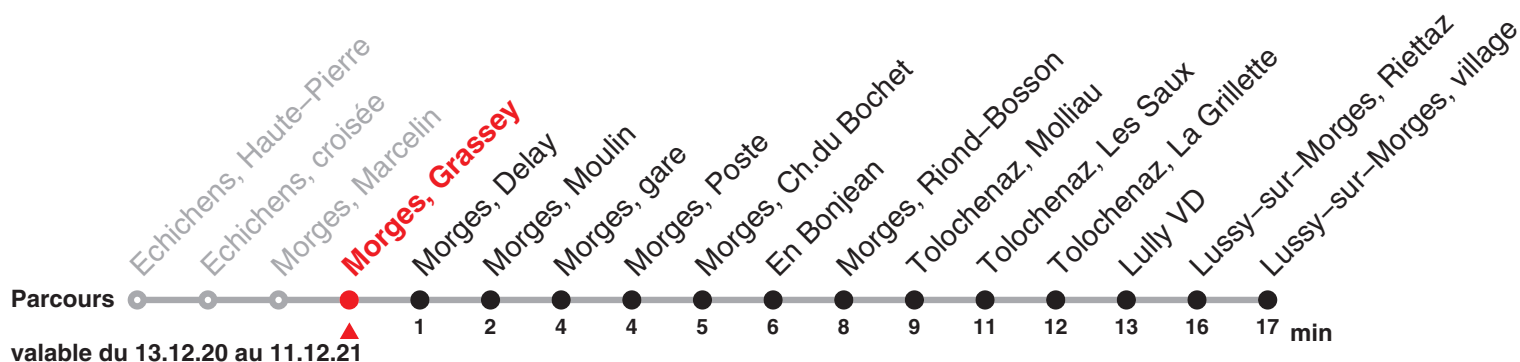 Echichens, Haute–Pierre
Echichens, croisée
Morges, Marcelin
Morges, Grassey
Morges, Delay
Morges, Moulin
Morges, gare
Morges, Poste
Morges, Ch.du Bochet
En Bonjean
Morges, Riond–Bosson
Tolochenaz, Molliau
Tolochenaz, Les Saux
Tolochenaz, La Grillette
Lully VD
Lussy–sur–Morges, Riettaz
Lussy–sur–Morges, village
Parcours
1 2 4 4 5 6 8 9 11 12 13 16 17 min
valable du 13.12.20 au 11.12.21